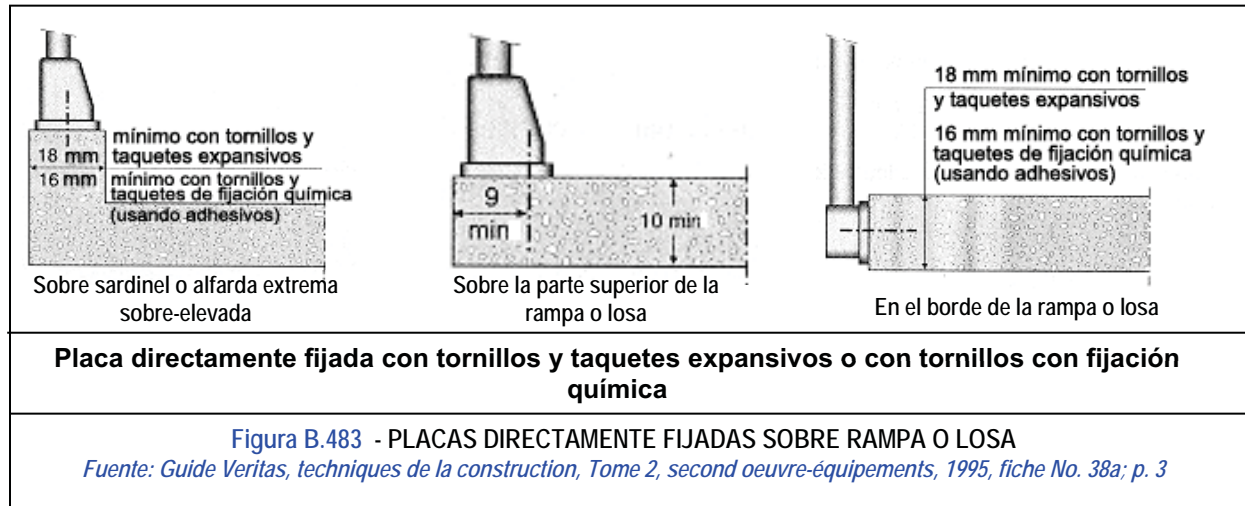 18 mm
mínimo con tornillos y
taquetes expansivos
16 mm
mínimo con tornillos y
taquetes de fijación química
(usando adhesivos)
Sobre sardinel o alfarda extrema
sobre-elevada
9
min
10 min
Sobre la parte superior de la
rampa o losa
18 mm mínimo con tornillos
y taquetes expansivos
16 mm mínimo con tornillos y
taquetes de fijación química
(usando adhesivos)
En el borde de la rampa o losa
Placa directamente fijada con tornillos y taquetes expansivos o con tornillos con fijación
química
Figura B.483 - PLACAS DIRECTAMENTE FIJADAS SOBRE RAMPA O LOSA
Fuente: Guide Veritas, techniques de la construction, Tome 2, second oeuvre-équipements, 1995, fiche No. 38a; p. 3